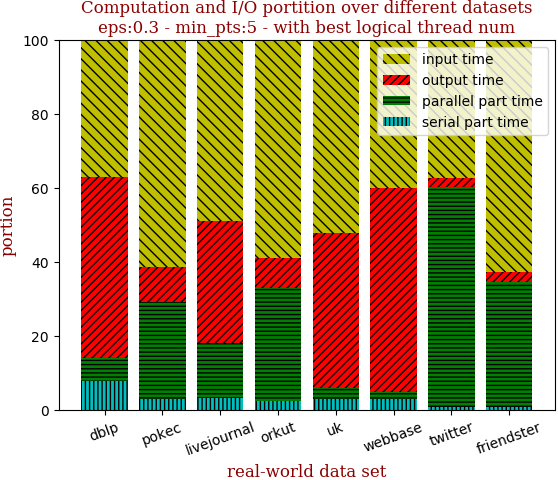 Computation and I/O portition over different datasets
eps:0.3 - min_pts:5 - with best logical thread num
100
80
60
40
20
0
portion
input time
output time
parallel part time
serial part time
dblp
pokec
livejournal
orkut
uk
webbase
twitter
friendster
real-world data set